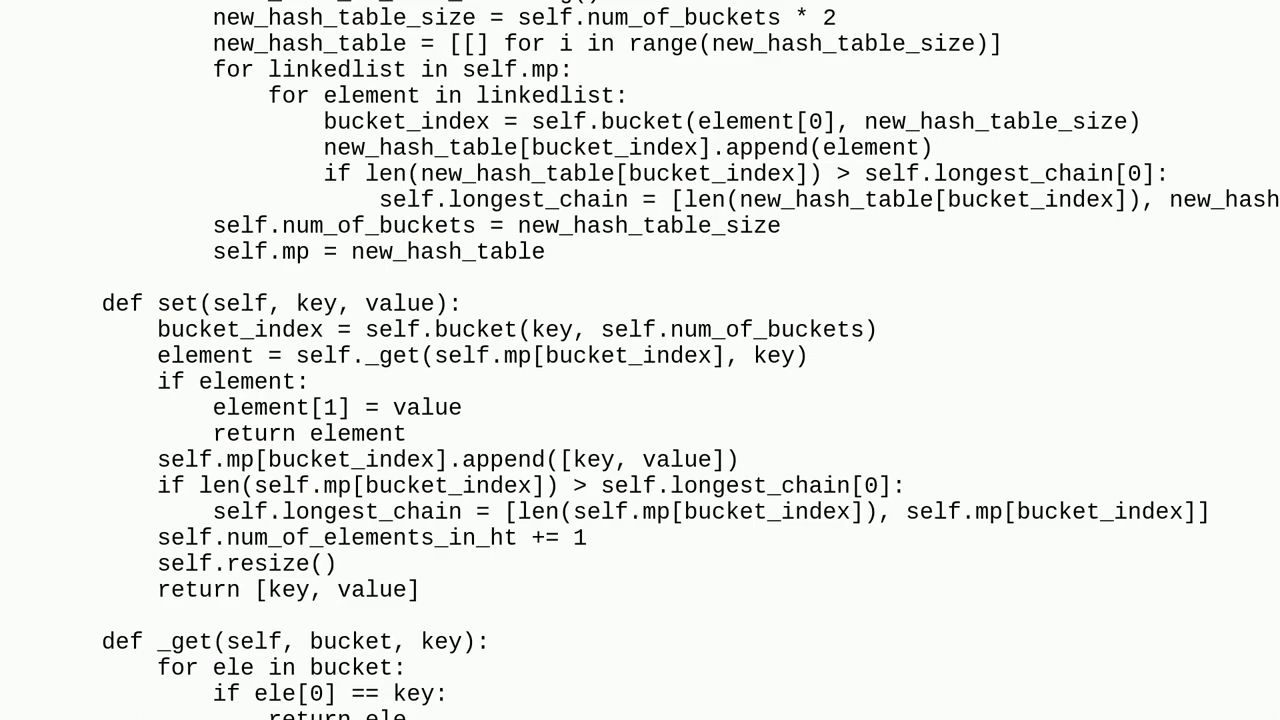 new_hash_table_size = self.num_of_buckets * 2
new_hash_table = [[] for i in range(new_hash_table_size)]
for linkedlist in self.mp:
for element in linkedlist:
bucket_index = self.bucket(element[0], new_hash_table_size)
new_hash_table[bucket_index].append(element)
if len(new_hash_table[bucket_index]) > self.longest_chain[0]:
self.longest_chain = [len(new_hash_table[bucket_index]), new_hash
self.num_of_buckets = new_hash_table_size
self.mp = new_hash_table
def set(self, key, value):
bucket_index = self.bucket(key, self.num_of_buckets)
element = self._get(self.mp[bucket_index], key)
if element:
element[1] = value
return element
self.mp[bucket_index].append([key, value])
if len(self.mp[bucket_index]) > self.longest_chain[0]:
self.longest_chain = [len(self.mp[bucket_index]), self.mp[bucket_index]]
self.num_of_elements_in_ht += 1
self.resize()
return [key, value]
def _get(self, bucket, key):
for ele in bucket:
if ele[0] == key:
return ele